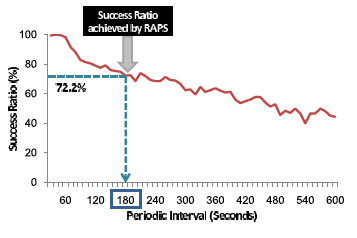 Success Ratio
achieved by RAPS
Success Ratio (%)
100
80
60
40
20
0
72.2%
60 120 180 240 300 360 420 480 540 600
Periodic Interval (Seconds)